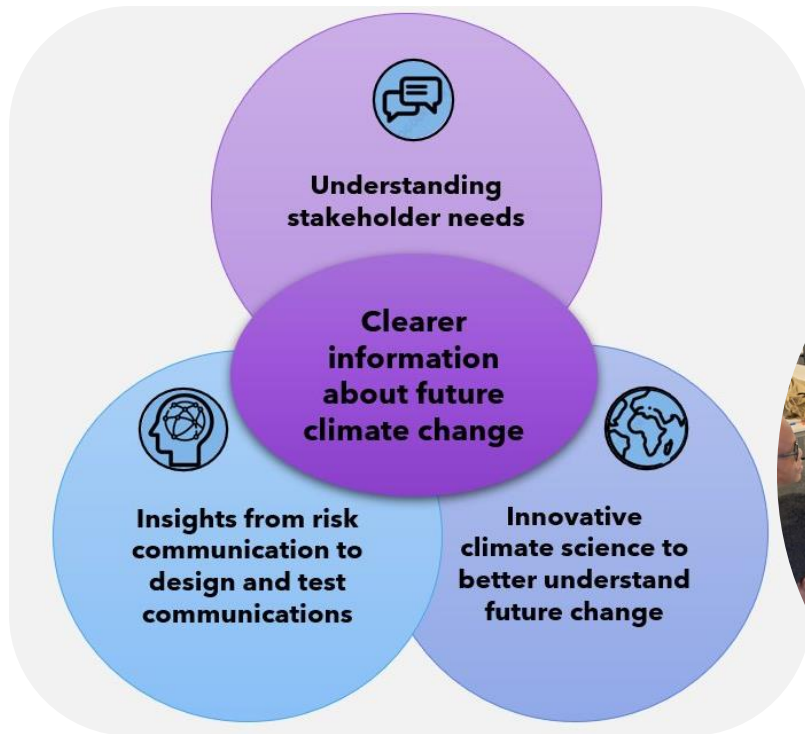 Understanding
stakeholder needs
Clearer
information
about future
climate change
Insights from risk
communication to
design and test
communications
Innovative
climate science to
better understand
future change